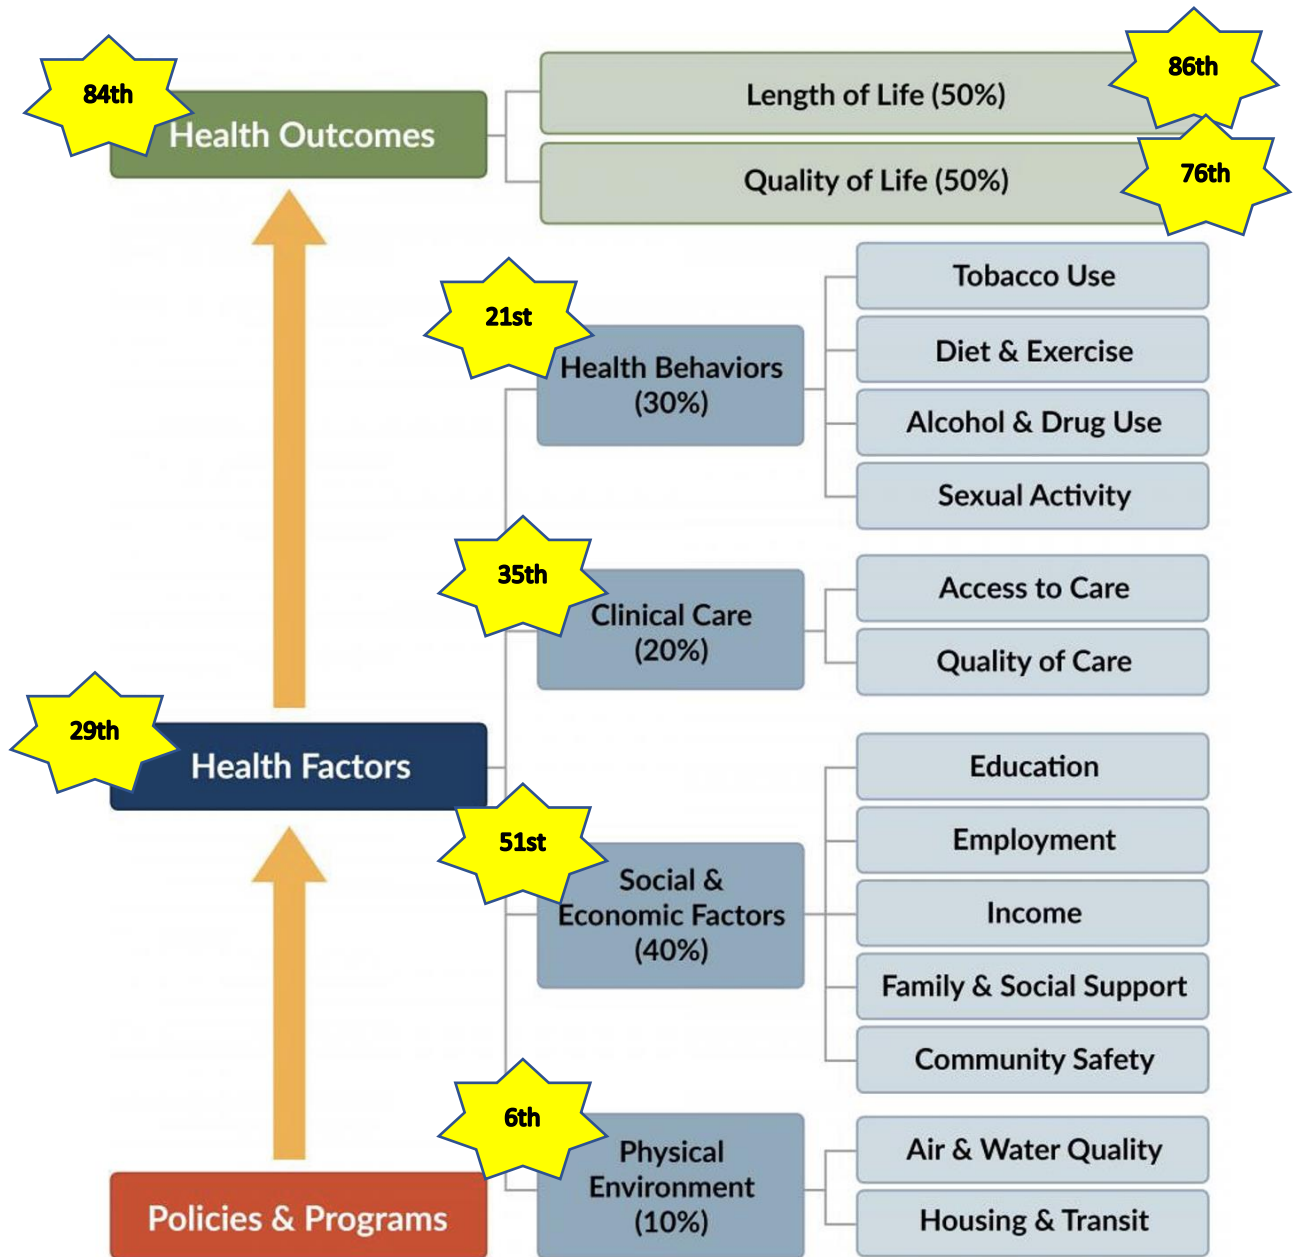 84th
Health Outcomes
Length of Life (50%)
86th
Quality of Life (50%)
76th
21st
Health Behaviors
(30%)
Tobacco Use
Diet & Exercise
Alcohol & Drug Use
Sexual Activity
35th
Clinical Care
(20%)
Access to Care
Quality of Care
29th
Health Factors
51st
Social &
Economic Factors
(40%)
Education
Employment
Income
Family & Social Support
Community Safety
6th
Physical
Environment
(10%)
Air & Water Quality
Housing & Transit
Policies & Programs